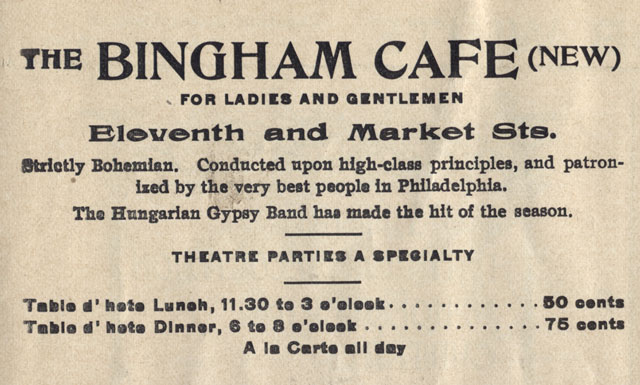 THE BINGHAM CAFE (NEW)
FOR LADIES AND GENTLEMEN
Eleventh and Market Sts.
Strictly Bohemian. Conducted upon high-class principles, and patron-
ized by the very best people in Philadelphia.
The Hungarian Gypsy Band has made the hit of the season.
THEATRE PARTIES A SPECIALTY
Table d' hote Lunch, 11.30 to 3 o'clock . . . . . . . . . . . . . 50 cents
Table d' hote Dinner, 6 to 8 o'clock . . . . . . . . . . . . . . . 75 cents
A la Carte all day